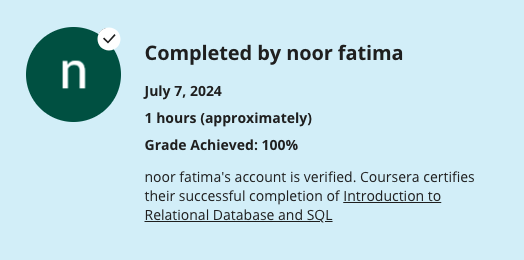 n
Completed by noor fatima
July 7, 2024
1 hours (approximately)
Grade Achieved: 100%
noor fatima's account is verified. Coursera certifies
their successful completion of Introduction to
Relational Database and SQL